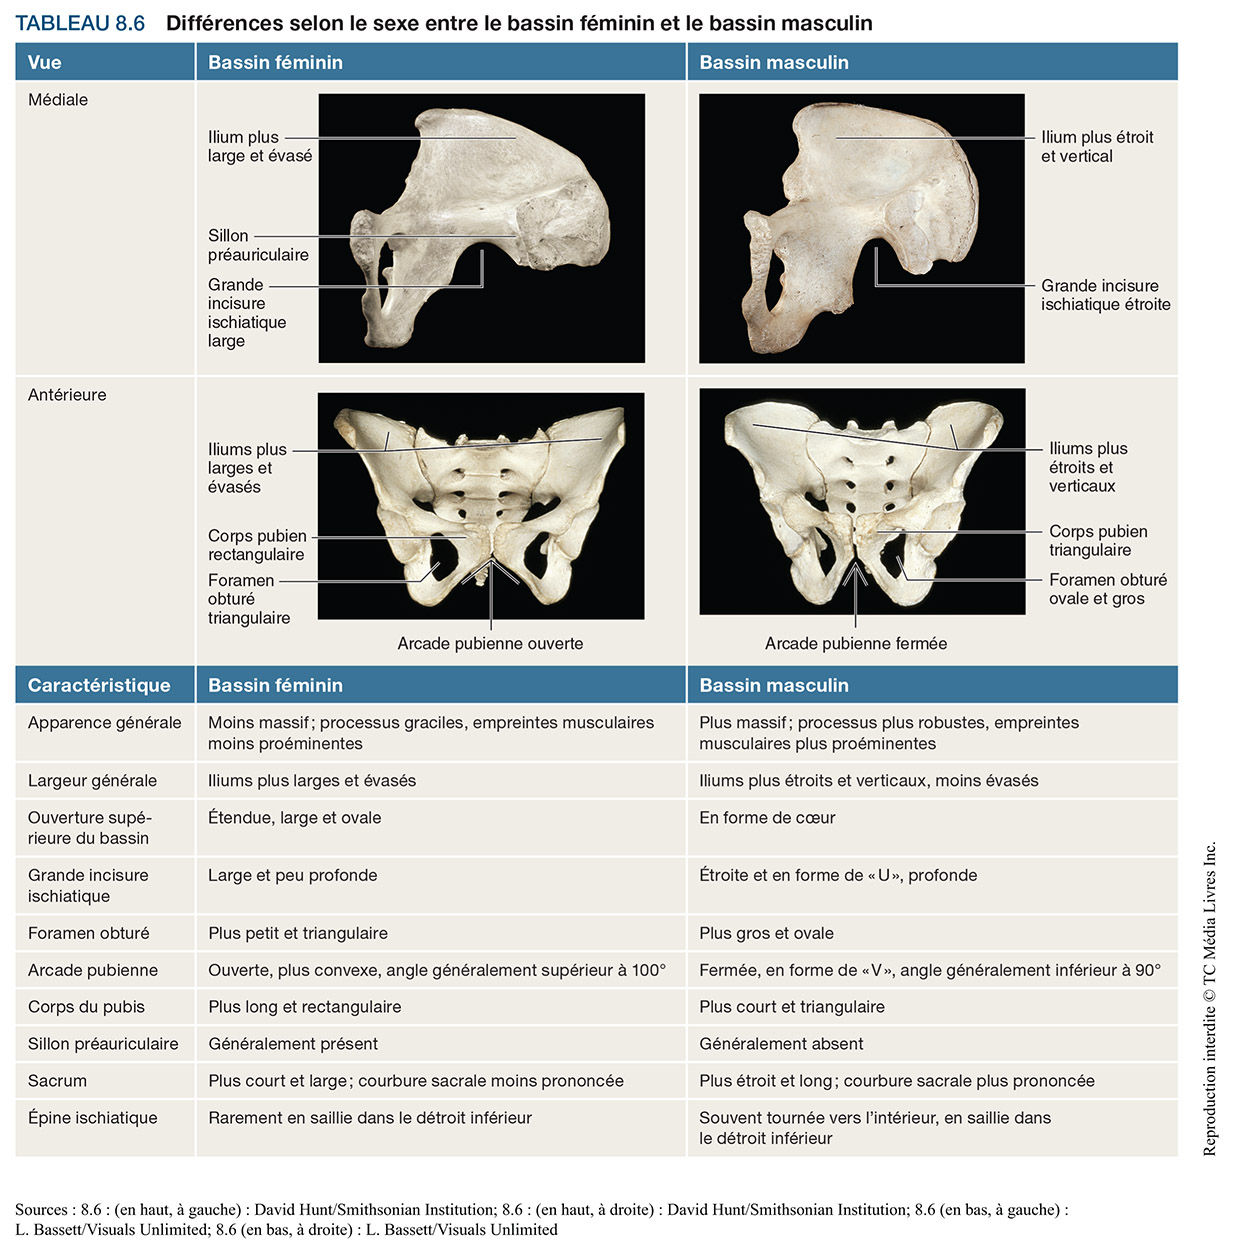 TABLEAU 8.6 Différences selon le sexe entre le bassin féminin et le bassin masculin
Vue Bassin féminin Bassin masculin
Médiale
Ilium plus
large et évasé
Sillon
préauriculaire
Grande
incisure
ischiatique
large
Ilium plus étroit
et vertical
Grande incisure
ischiatique étroite
Antérieure
Iliums plus
larges et
évasés
Corps pubien
rectangulaire
Foramen
obturé
triangulaire
Arcade pubienne ouverte
Iliums plus
étroits et
verticaux
Corps pubien
triangulaire
Foramen obturé
ovale et gros
Arcade pubienne fermée
Caractéristique Bassin féminin Bassin masculin
Apparence générale
Moins massif ; processus graciles, empreintes musculaires
moins proéminentes
Plus massif ; processus plus robustes, empreintes
musculaires plus proéminentes
Largeur générale Iliums plus larges et évasés Iliums plus étroits et verticaux, moins évasés
Ouverture supé-
rieure du bassin
Étendue, large et ovale
En forme de cœur
Grande incisure
ischiatique
Large et peu profonde
Étroite et en forme de « U », profonde
Foramen obturé Plus petit et triangulaire Plus gros et ovale
Arcade pubienne Ouverte, plus convexe, angle généralement supérieur à 100° Fermée, en forme de « V », angle généralement inférieur à 90°
Corps du pubis Plus long et rectangulaire Plus court et triangulaire
Sillon préauriculaire Généralement présent Généralement absent
Sacrum Plus court et large ; courbure sacrale moins prononcée Plus étroit et long ; courbure sacrale plus prononcée
Épine ischiatique Rarement en saillie dans le détroit inférieur
Souvent tournée vers l'intérieur, en saillie dans
le détroit inférieur
Reproduction interdite © TC Média Livres Inc.
Sources : 8.6 : (en haut, à gauche) : David Hunt/Smithsonian Institution; 8.6 : (en haut, à droite) : David Hunt/Smithsonian Institution; 8.6 (en bas, à gauche) :
L. Bassett/Visuals Unlimited; 8.6 (en bas, à droite) : L. Bassett/Visuals Unlimited